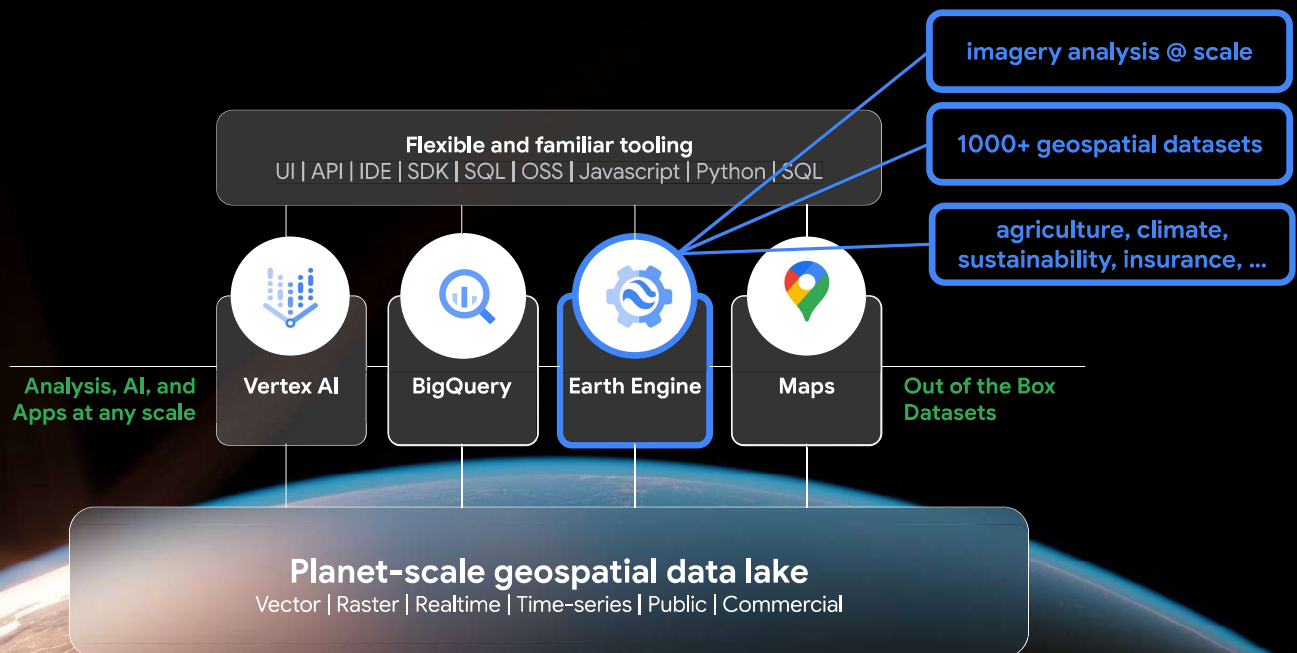 imagery analysis @ scale
1000+ geospatial datasets
agriculture, climate,
sustainability, insurance, ...
Flexible and familiar tooling
UI | API | IDE | SDK | SQL | OSS | Javascript | Python | SQL
Analysis, AI, and
Apps at any scale
Vertex AI
BigQuery
Earth Engine
Maps
Out of the Box
Datasets
Planet-scale geospatial data lake
Vector | Raster | Realtime | Time-series | Public | Commercial